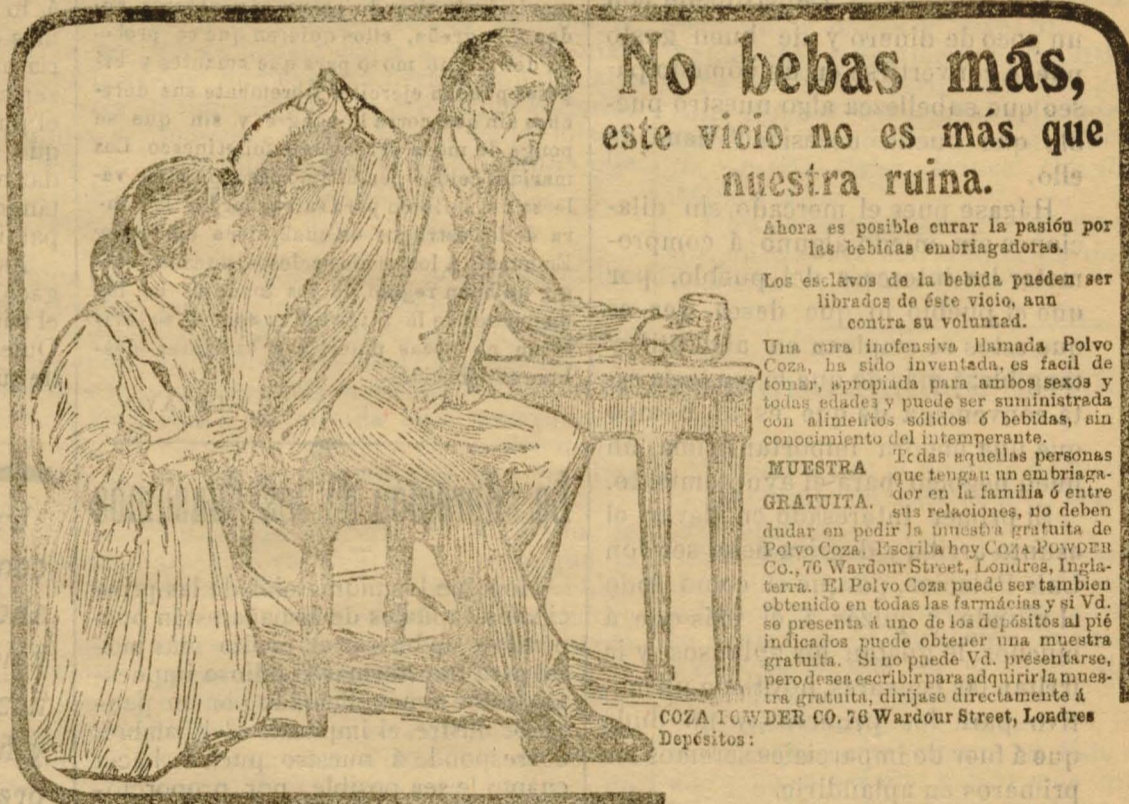 No bebas más,
este vicio no es más que
nuestra ruina.
Ahora es posible curar la pasión por
las bebidas embriagadoras.
Los esclavos de la bebida pueden ser
librados de éste vicio, aun
contra su voluntad.
Una cura inofensiva llamada Polvo
Coza, ha sido inventada, es facil de
tomar, apropiada para ambos sexos y
todas edades y puede ser suministrada
con alimentos sólidos ó bebidas, sin
conocimiento del intemperante.
MUESTRA
GRATUITA.
Todas aquellas personas
que tengan un embriaga-
dor en la familia ó entre
sus relaciones, no deben
dudar en pedir la muestra gratuita de
Polvo Coza. Escriba hoy COZA POWDER
CO., 76 Wardour Street, Londres, Ingla-
terra. El Polvo Coza puede ser tambien
obtenido en todas las farmácias y si Vd.
se presenta á uno de los depósitos al pié
indicados puede obtener una muestra
gratuita. Si no puede Vd. presentarse,
pero desea escribir para adquirir la mues-
tra gratuita, dirijase directamente á
COZA POWDER CO. 76 Wardour Street, Londres
Depósitos: